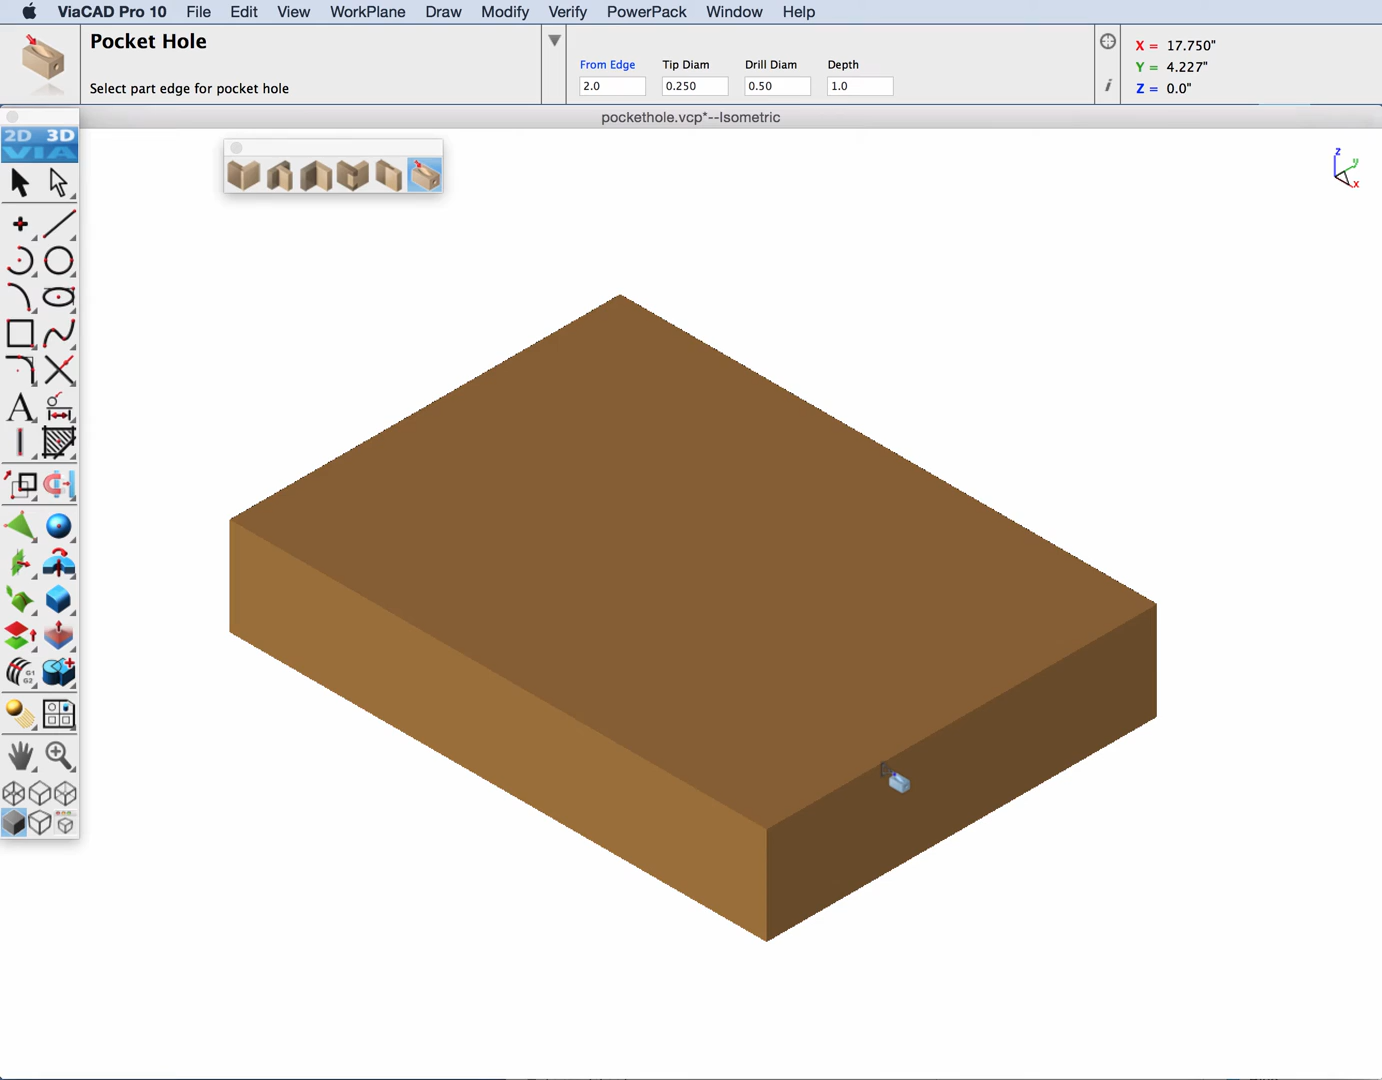 ViaCAD Pro 10 File Edit View WorkPlane Draw Modify Verify PowerPack Window Help
Pocket Hole
Select part edge for pocket hole
From Edge Tip Diam Drill Diam Depth
2.0 0.250 0.50 1.0
X = 17.750"
Y = 4.227"
Z = 0.0"
pockethole.vcp*--Isometric
2D 3D
VIA
z
y
x
A
G1
G2
i